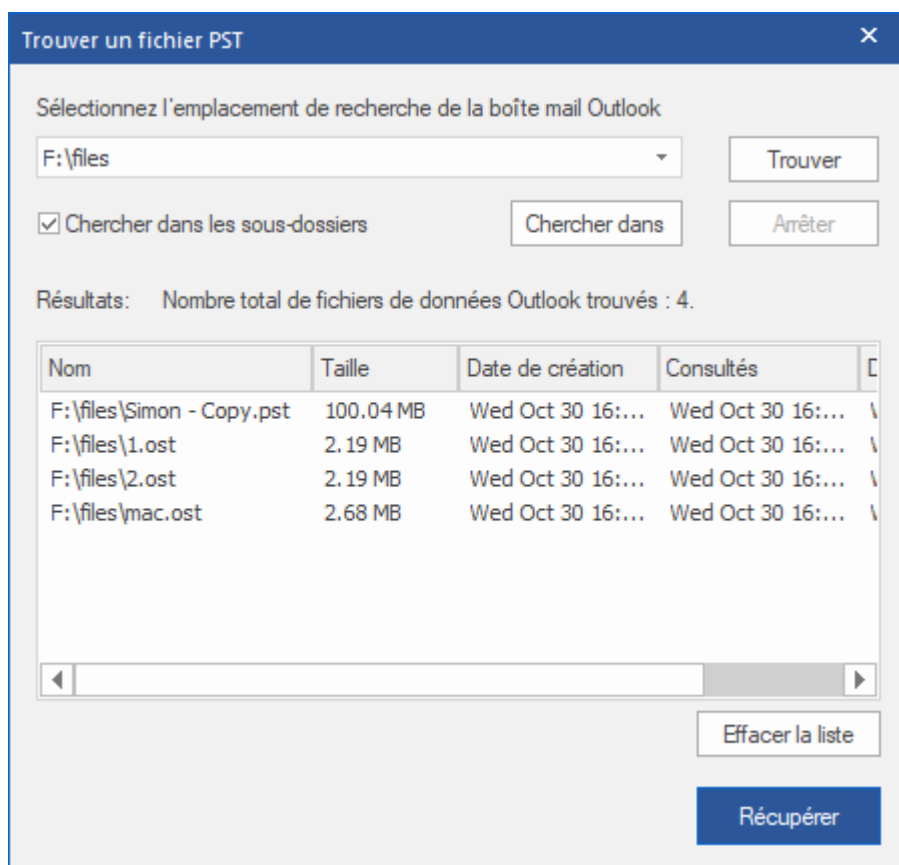 Trouver un fichier PST
Sélectionnez l'emplacement de recherche de la boîte mail Outlook
F:\files
Trouver
Chercher dans les sous-dossiers
Chercher dans
Arrêter
Résultats: Nombre total de fichiers de données Outlook trouvés : 4.
Nom Taille Date de création Consultés
F:\files\Simon - Copy.pst 100.04 MB Wed Oct 30 16:... Wed Oct 30 16:...
F:\files\1.ost 2.19 MB Wed Oct 30 16:... Wed Oct 30 16:...
F:\files\2.ost 2.19 MB Wed Oct 30 16:... Wed Oct 30 16:...
F:\files\mac.ost 2.68 MB Wed Oct 30 16:... Wed Oct 30 16:...
Effacer la liste
Récupérer